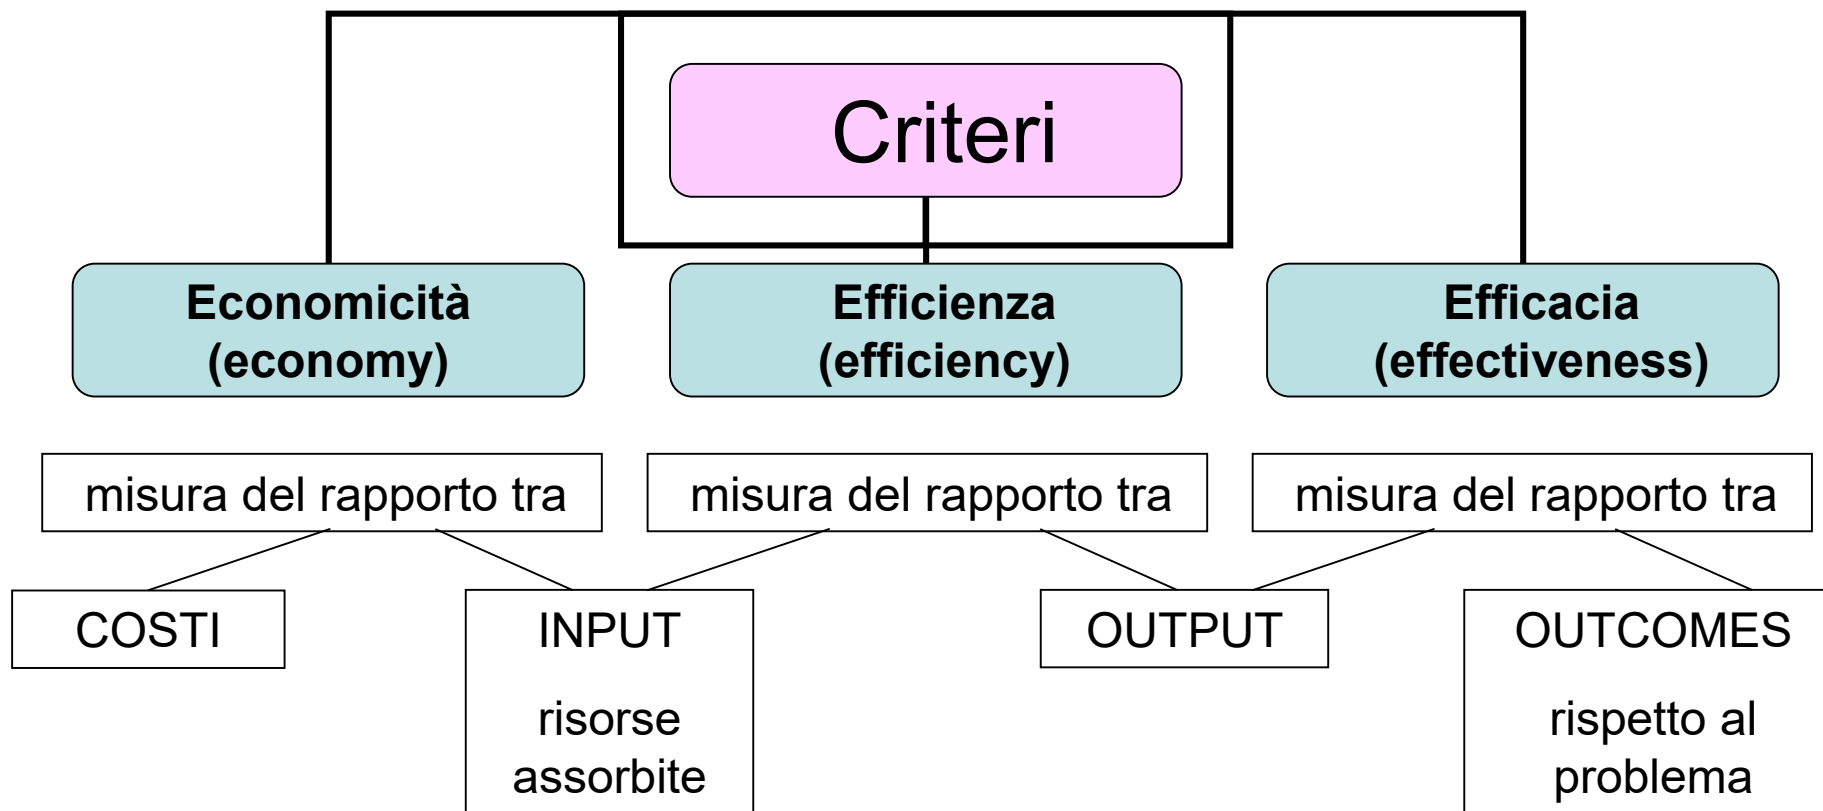 Criteri
Economicità
(economy)
Efficienza
(efficiency)
Efficacia
(effectiveness)
misura del rapporto tra
misura del rapporto tra
misura del rapporto tra
COSTI
INPUT
risorse
assorbite
OUTPUT
OUTCOMES
rispetto al
problema